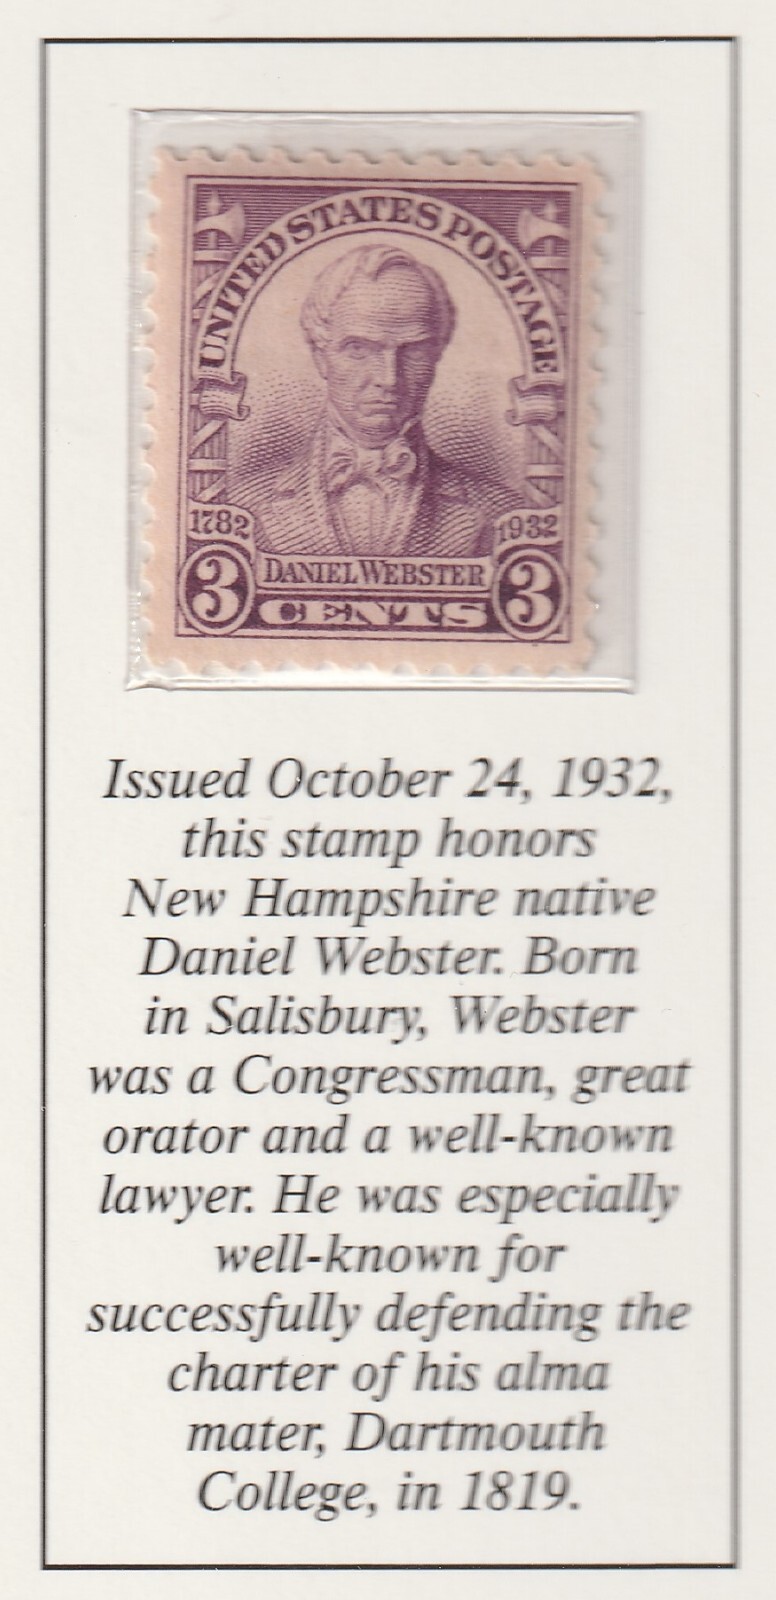 UNITED STATES POSTAGE
1782 1932
3 DANIEL WEBSTER 3
CENTS
Issued October 24, 1932,
this stamp honors
New Hampshire native
Daniel Webster. Born
in Salisbury, Webster
was a Congressman, great
orator and a well-known
lawyer. He was especially
well-known for
successfully defending the
charter of his alma
mater, Dartmouth
College, in 1819.